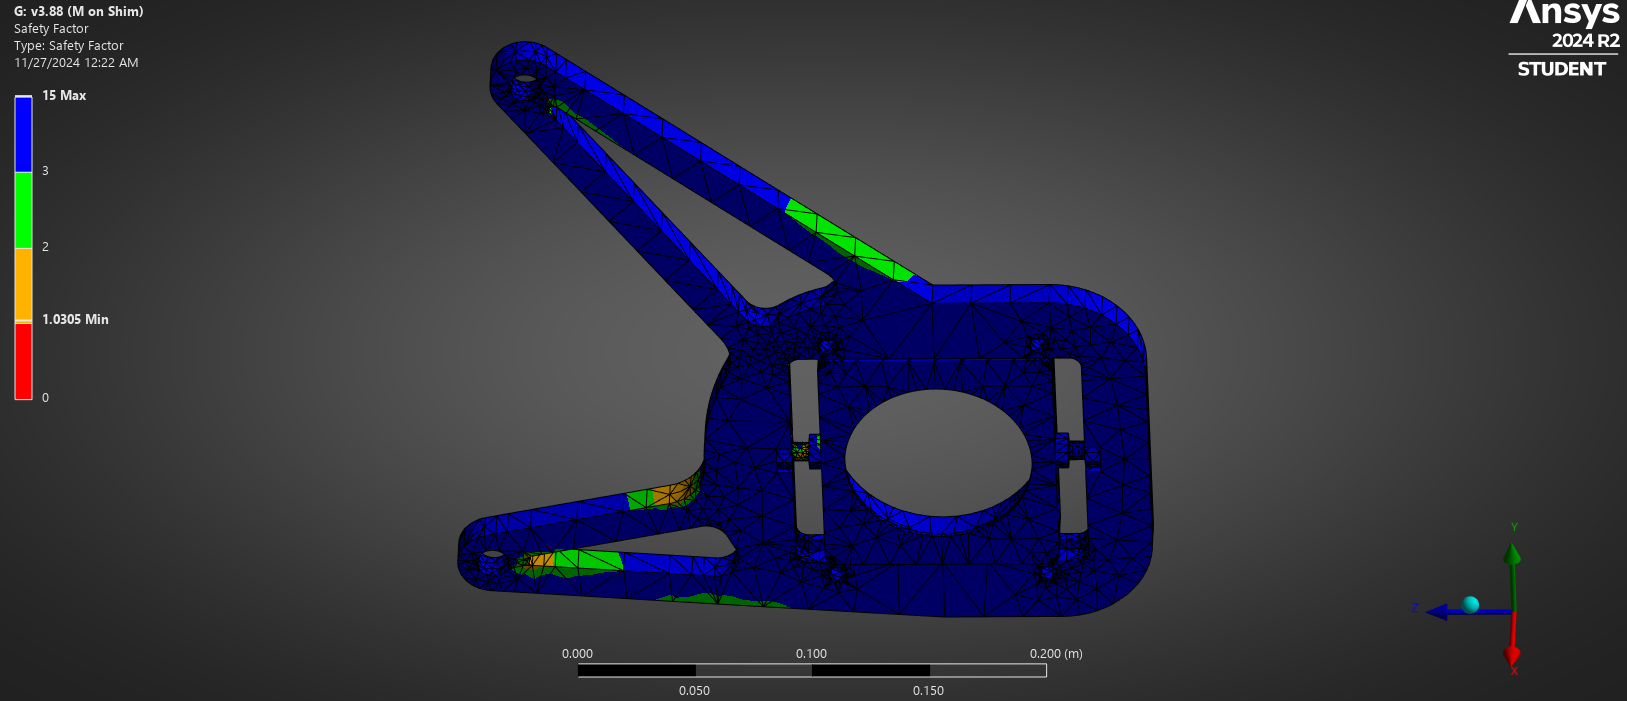 G: v3.88 (M on Shim)
Safety Factor
Type: Safety Factor
11/27/2024 12:22 AM
Ansys
2024 R2
STUDENT
15 Max
3
2
1.0305 Min
0
Y
Z
X
0.000
0.100
0.200 (m)
0.050
0.150